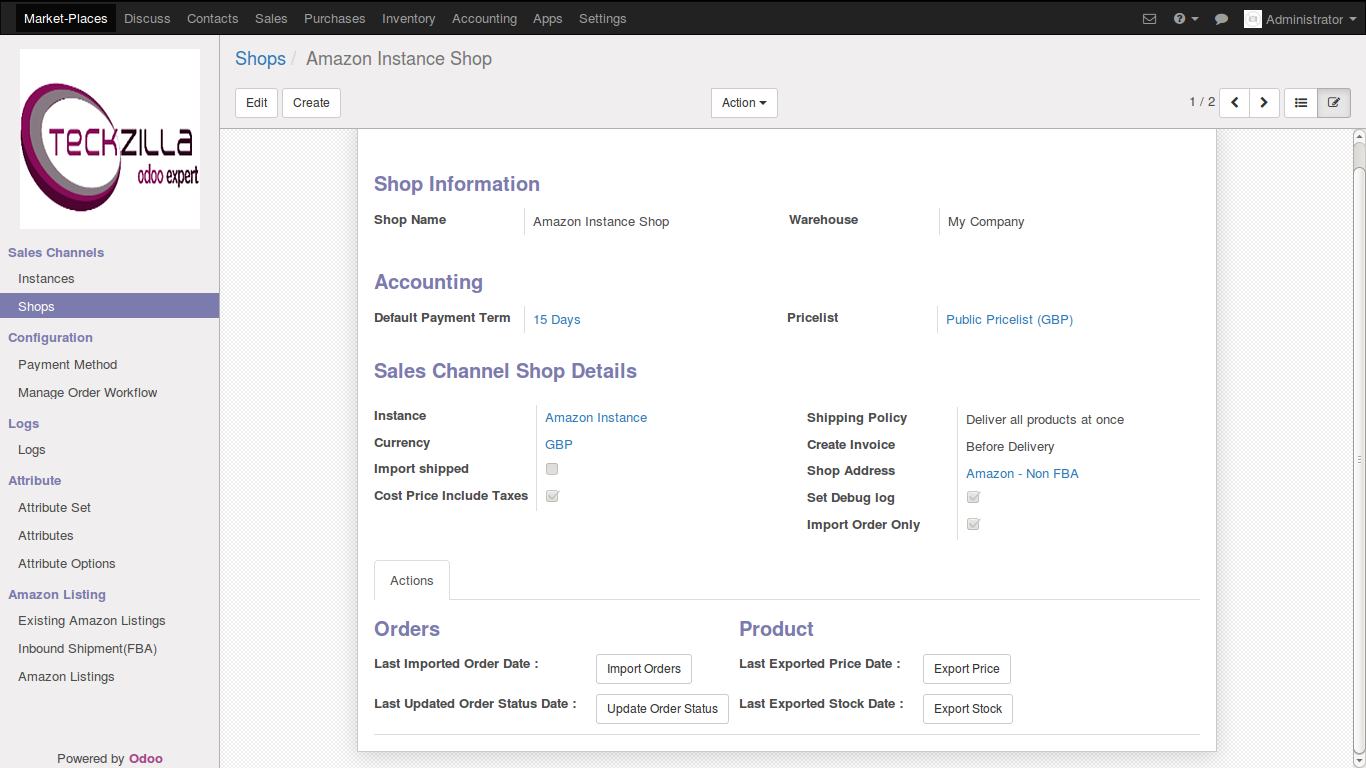 Market-Places Discuss Contacts Sales Purchases Inventory Accounting Apps Settings Administrator
TECKZILLA
odoo expert
Sales Channels
Instances
Shops
Configuration
Payment Method
Manage Order Workflow
Logs
Logs
Attribute
Attribute Set
Attributes
Attribute Options
Amazon Listing
Existing Amazon Listings
Inbound Shipment(FBA)
Amazon Listings
Powered by Odoo
Shops / Amazon Instance Shop
Edit Create Action 1 / 2
Shop Information
Shop Name Amazon Instance Shop Warehouse My Company
Accounting
Default Payment Term 15 Days Pricelist Public Pricelist (GBP)
Sales Channel Shop Details
Instance Amazon Instance
Currency GBP
Import shipped
Cost Price Include Taxes
Shipping Policy Deliver all products at once
Create Invoice Before Delivery
Shop Address Amazon - Non FBA
Set Debug log
Import Order Only
Actions
Orders
Last Imported Order Date : Import Orders
Last Updated Order Status Date : Update Order Status
Product
Last Exported Price Date : Export Price
Last Exported Stock Date : Export Stock